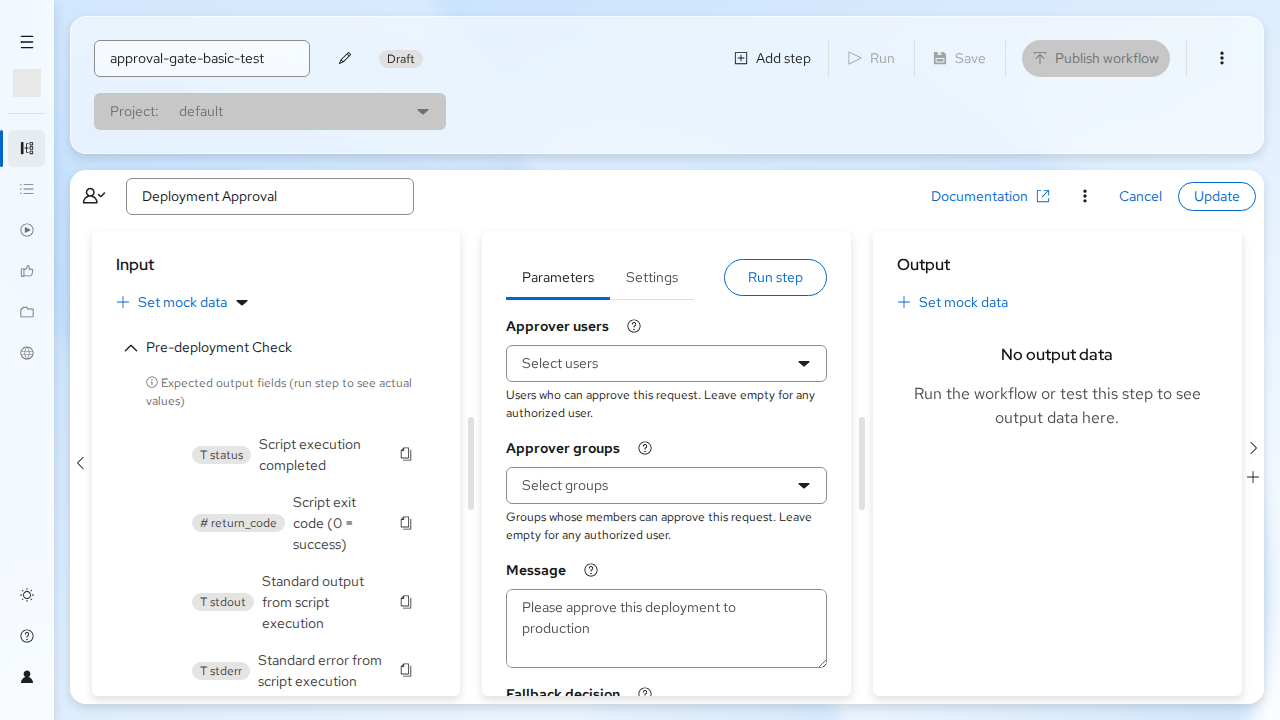 approval-gate-basic-test
Draft
Add step
Run
Save
Publish workflow
Project: default
Deployment Approval
Documentation
Cancel
Update
Input
Set mock data
Pre-deployment Check
Expected output fields (run step to see actual
values)
T status
Script execution
completed
# return_code
Script exit
code (0 =
success)
T stdout
Standard output
from script
execution
T stderr
Standard error from
script execution
Parameters
Settings
Run step
Approver users
Select users
Users who can approve this request. Leave empty for any
authorized user.
Approver groups
Select groups
Groups whose members can approve this request. Leave
empty for any authorized user.
Message
Please approve this deployment to
production
Fallback decision
Output
Set mock data
No output data
Run the workflow or test this step to see
output data here.